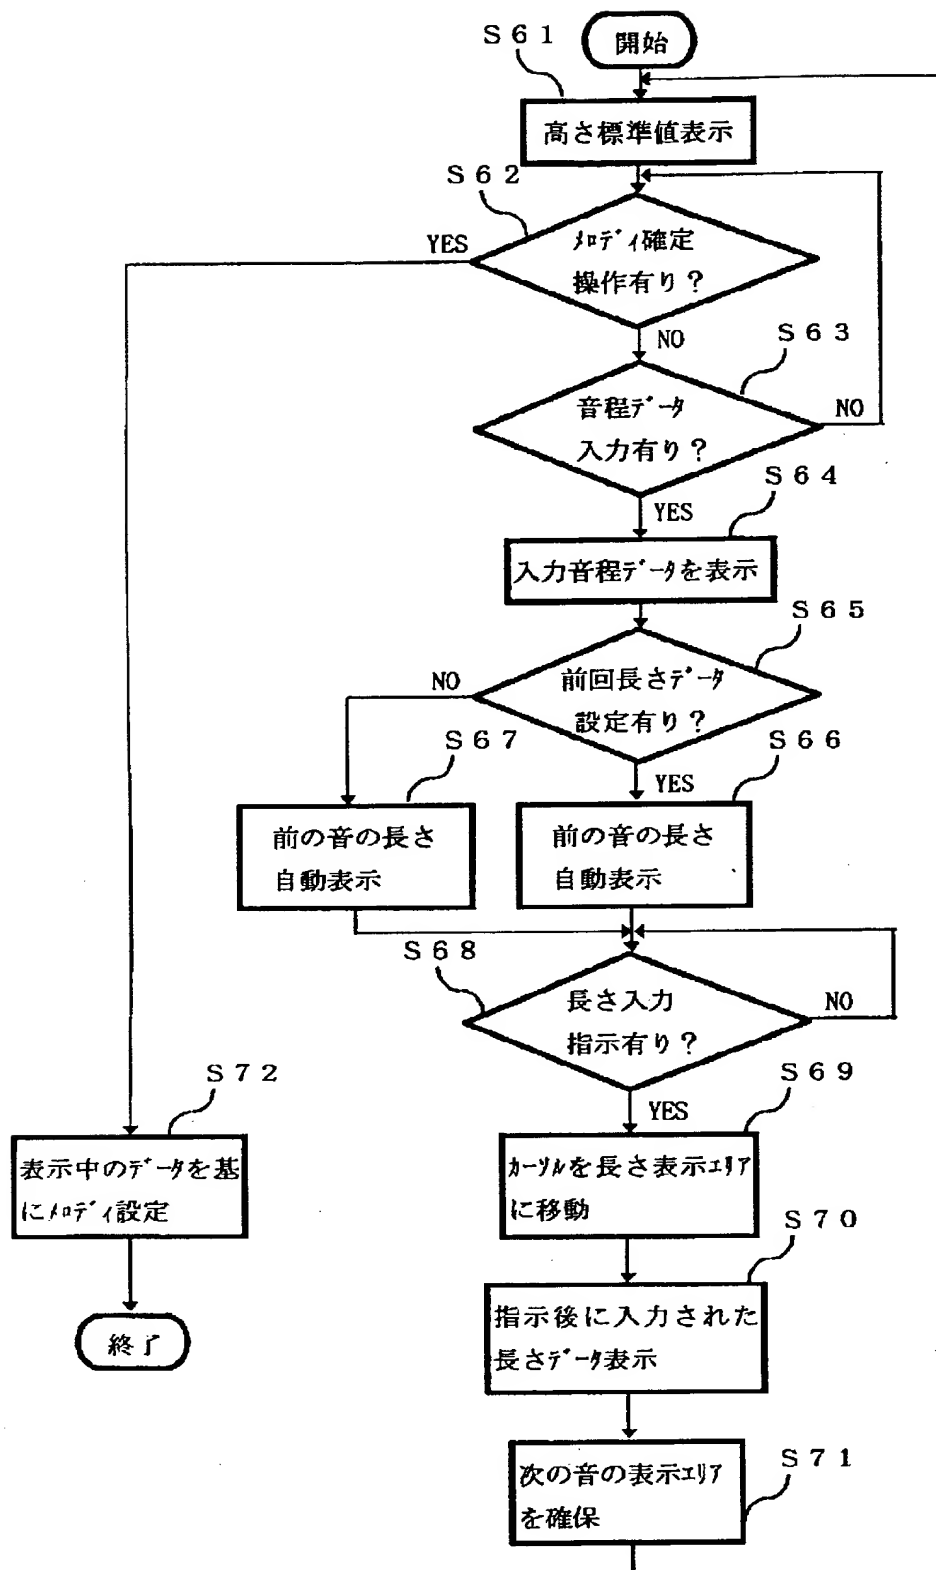 S61
開始
高さ標準値表示
S62
YES
メロディ確定
操作有り？
NO
S63
音程データ
入力有り？
NO
S64
YES
入力音程データを表示
S65
NO
前回長さデータ
設定有り？
S67
S66
YES
前の音の長さ
自動表示
前の音の長さ
自動表示
S68
長さ入力
指示有り？
NO
S72
S69
YES
表示中のデータを基
にメロディ設定
カーソルを長さ表示エリア
に移動
S70
終了
指示後に入力された
長さデータ表示
S71
次の音の表示エリア
を確保